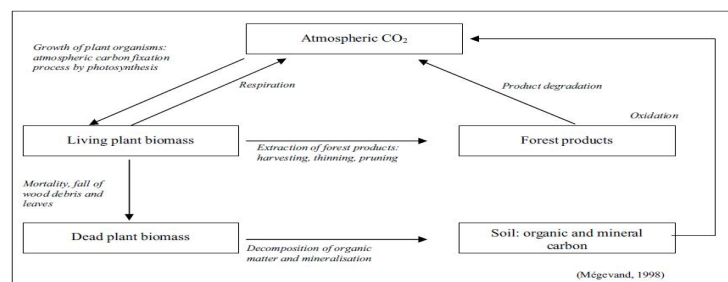 Atmospheric CO₂
Growth of plant organisms:
atmospheric carbon fixation
process by photosynthesis
Respiration
Product degradation
Oxidation
Living plant biomass
Extraction of forest products:
harvesting, thinning, pruning
Forest products
Mortality, fall of
wood debris and
leaves
Dead plant biomass
Decomposition of organic
matter and mineralisation
Soil: organic and mineral
carbon
(Mégevand, 1998)